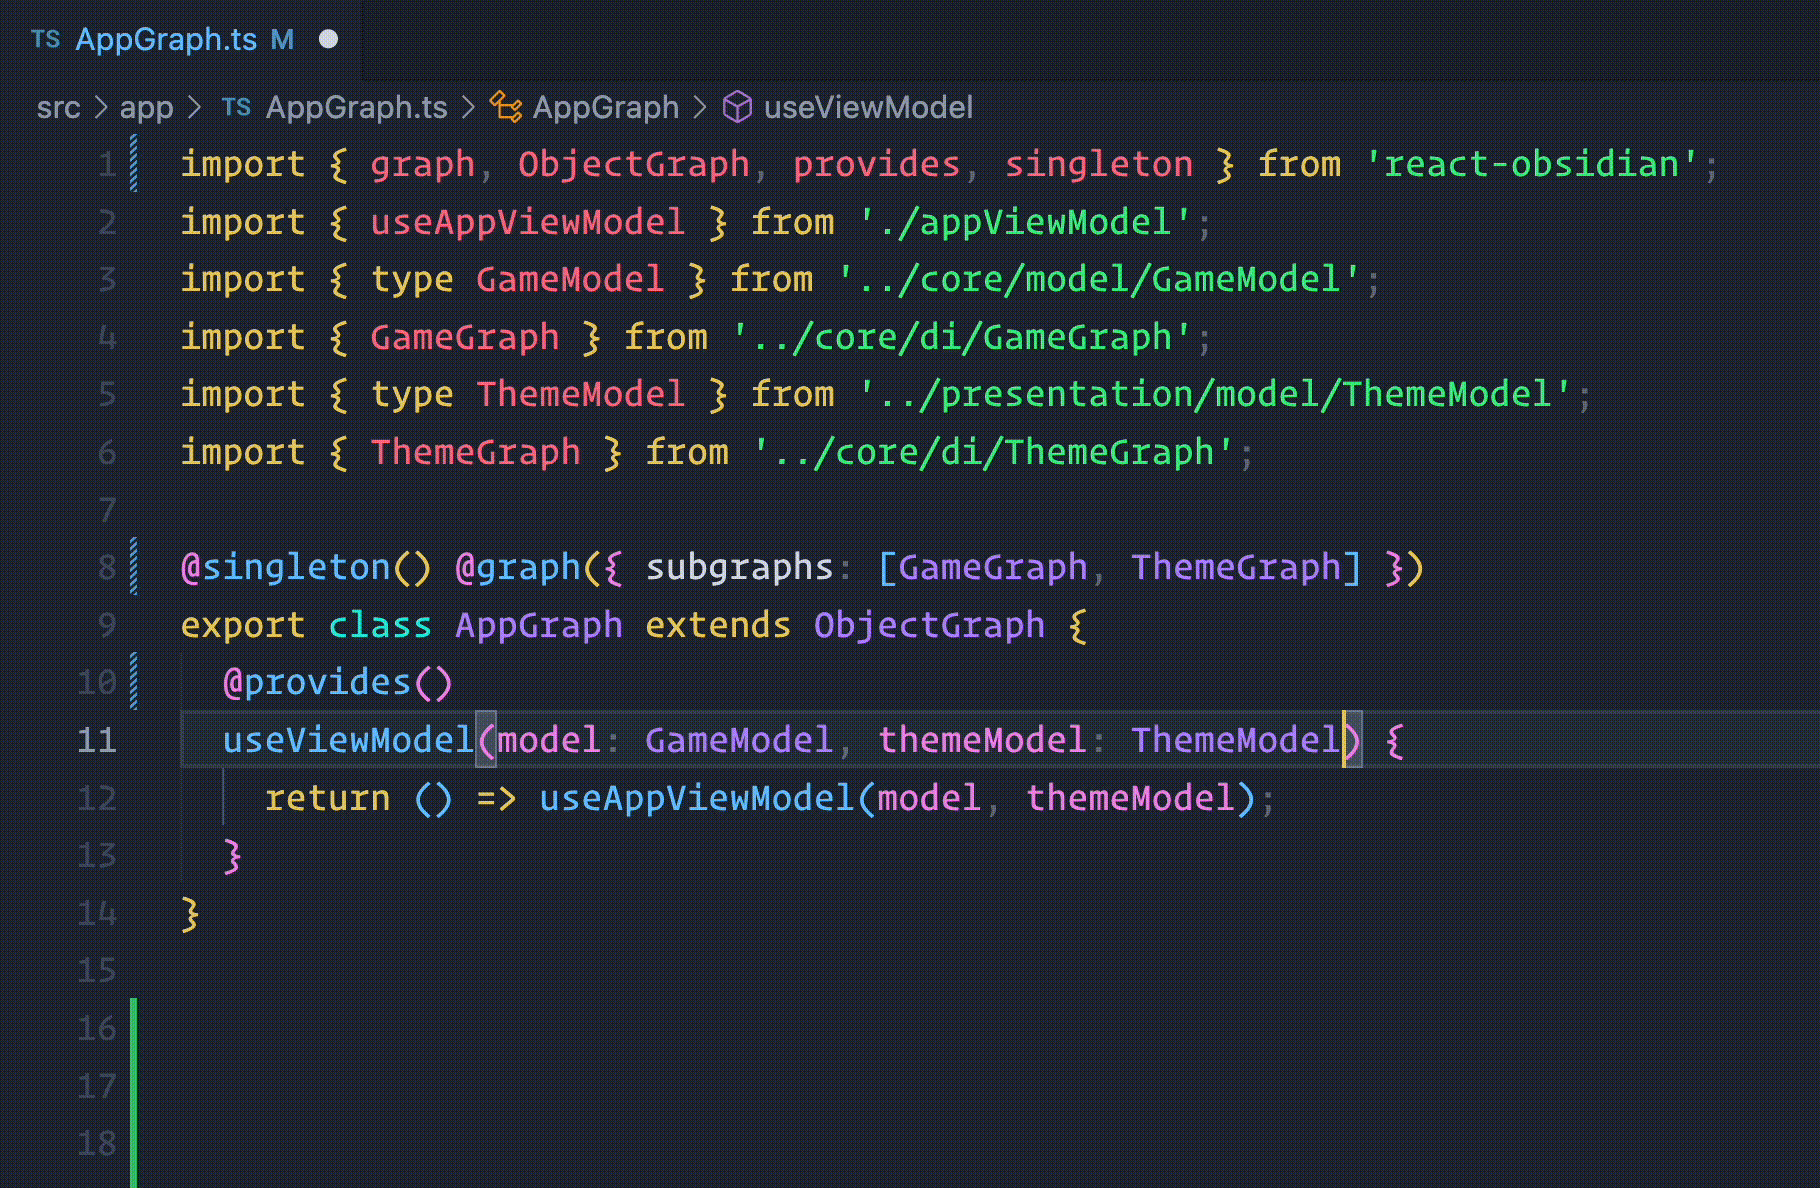 TS AppGraph.ts M
src > app > TS AppGraph.ts > AppGraph > useViewModel
1 import { graph, ObjectGraph, provides, singleton } from 'react-obsidian';
2 import { useAppViewModel } from './appViewModel';
3 import { type GameModel } from '../core/model/GameModel';
4 import { GameGraph } from '../core/di/GameGraph';
5 import { type ThemeModel } from '../presentation/model/ThemeModel';
6 import { ThemeGraph } from '../core/di/ThemeGraph';
7
8 @singleton() @graph({ subgraphs: [GameGraph, ThemeGraph] })
9 export class AppGraph extends ObjectGraph {
10   @provides()
11   useViewModel(model: GameModel, themeModel: ThemeModel) {
12     return () => useAppViewModel(model, themeModel);
13   }
14 }
15
16
17
18